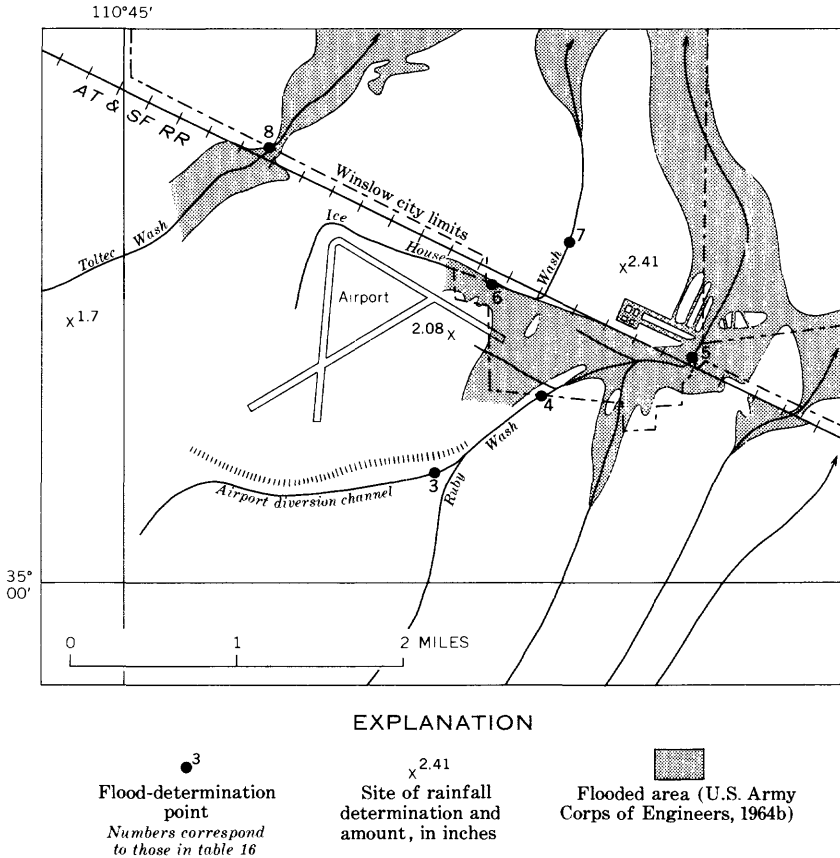 110°45'
AT & SF RR
8
Winslow city limits
Toltec Wash
Ice House Wash
7
x2.41
6
Airport
x1.7
2.08 x
5
4
Ruby Wash
3
Airport diversion channel
35°
00'
0 1 2 MILES
EXPLANATION
3
Flood-determination
point
Numbers correspond
to those in table 16
x2.41
Site of rainfall
determination and
amount, in inches
Flooded area (U.S. Army
Corps of Engineers, 1964b)